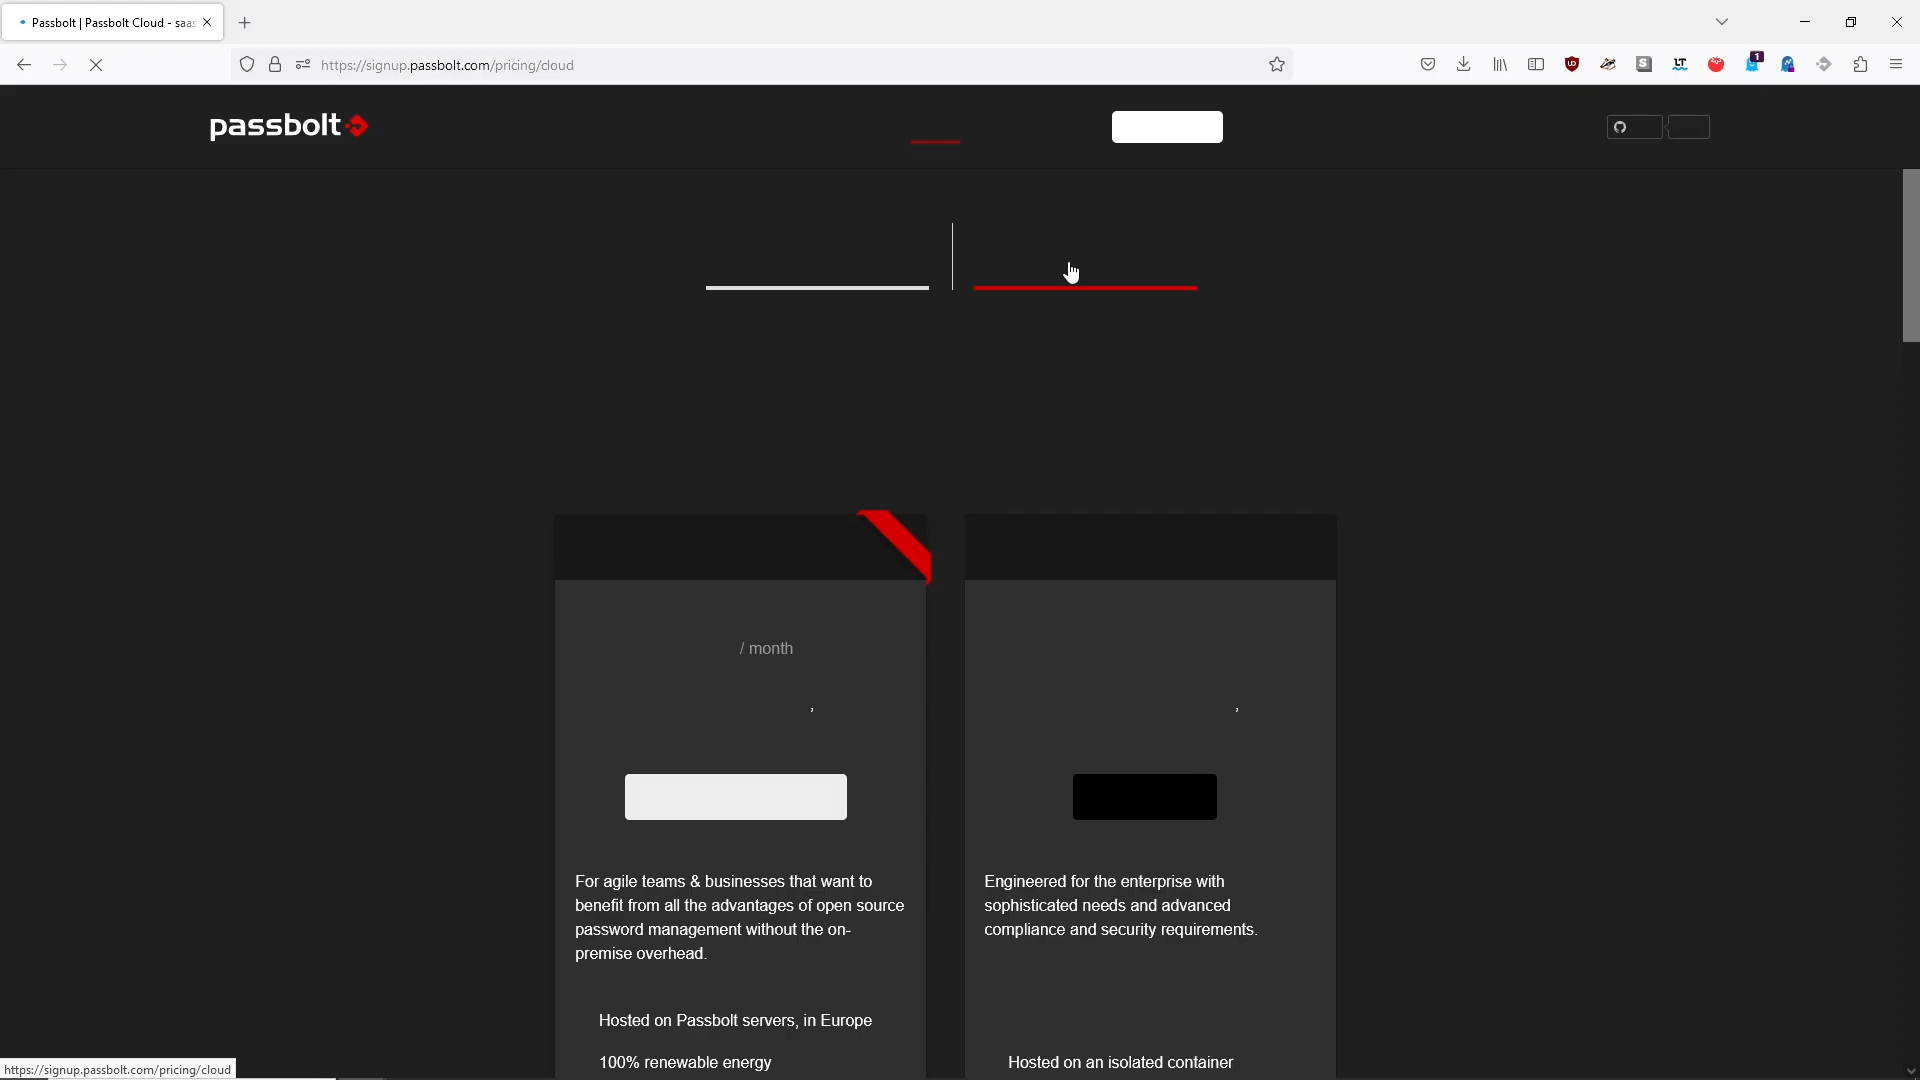 Passbolt | Passbolt Cloud - saas
https://signup.passbolt.com/pricing/cloud
1
passbolt
/ month
,
,
For agile teams & businesses that want to
benefit from all the advantages of open source
password management without the on-
premise overhead.
Hosted on Passbolt servers, in Europe
100% renewable energy
Engineered for the enterprise with
sophisticated needs and advanced
compliance and security requirements.
Hosted on an isolated container
https://signup.passbolt.com/pricing/cloud